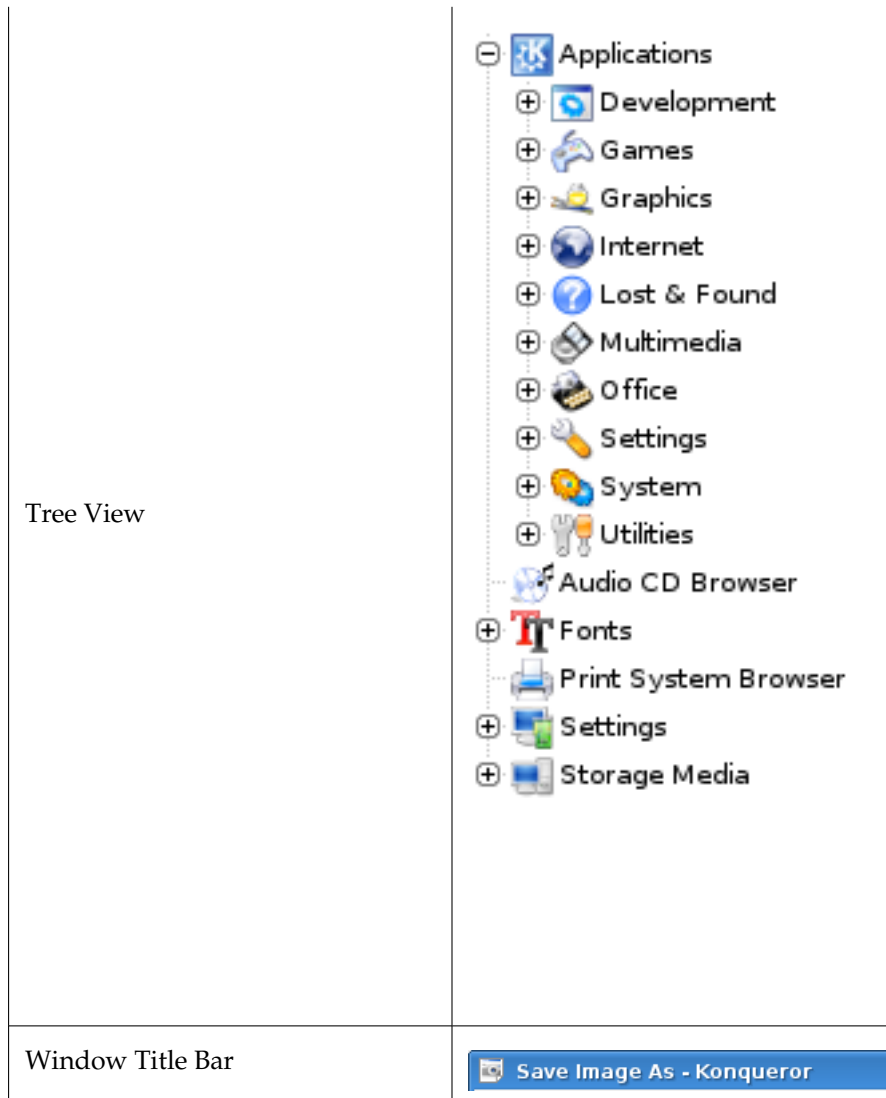 Applications
Development
Games
Graphics
Internet
Lost & Found
Multimedia
Office
Settings
System
Tree View
Utilities
Audio CD Browser
Fonts
Print System Browser
Settings
Storage Media
Window Title Bar
Save Image As - Konqueror